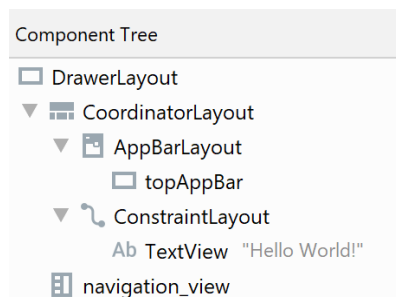 Component Tree
DrawerLayout
CoordinatorLayout
AppBarLayout
topAppBar
ConstraintLayout
Ab TextView "Hello World!"
navigation_view